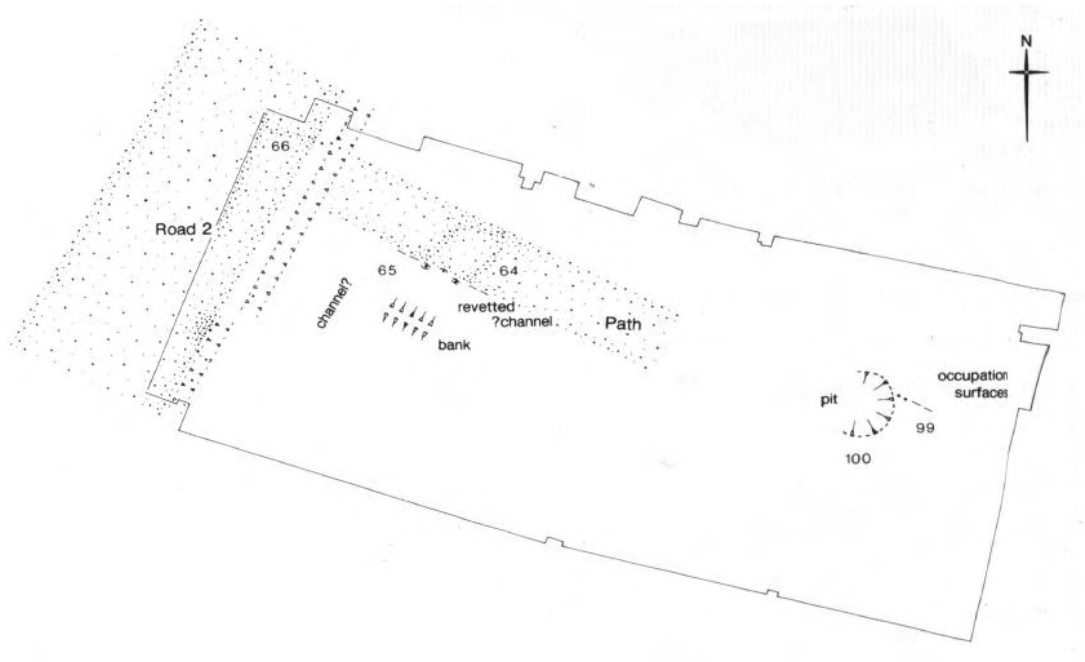 N
66
Road 2
65
64
channel?
revetted
?channel
bank
Path
occupation
surfaces
pit
99
100